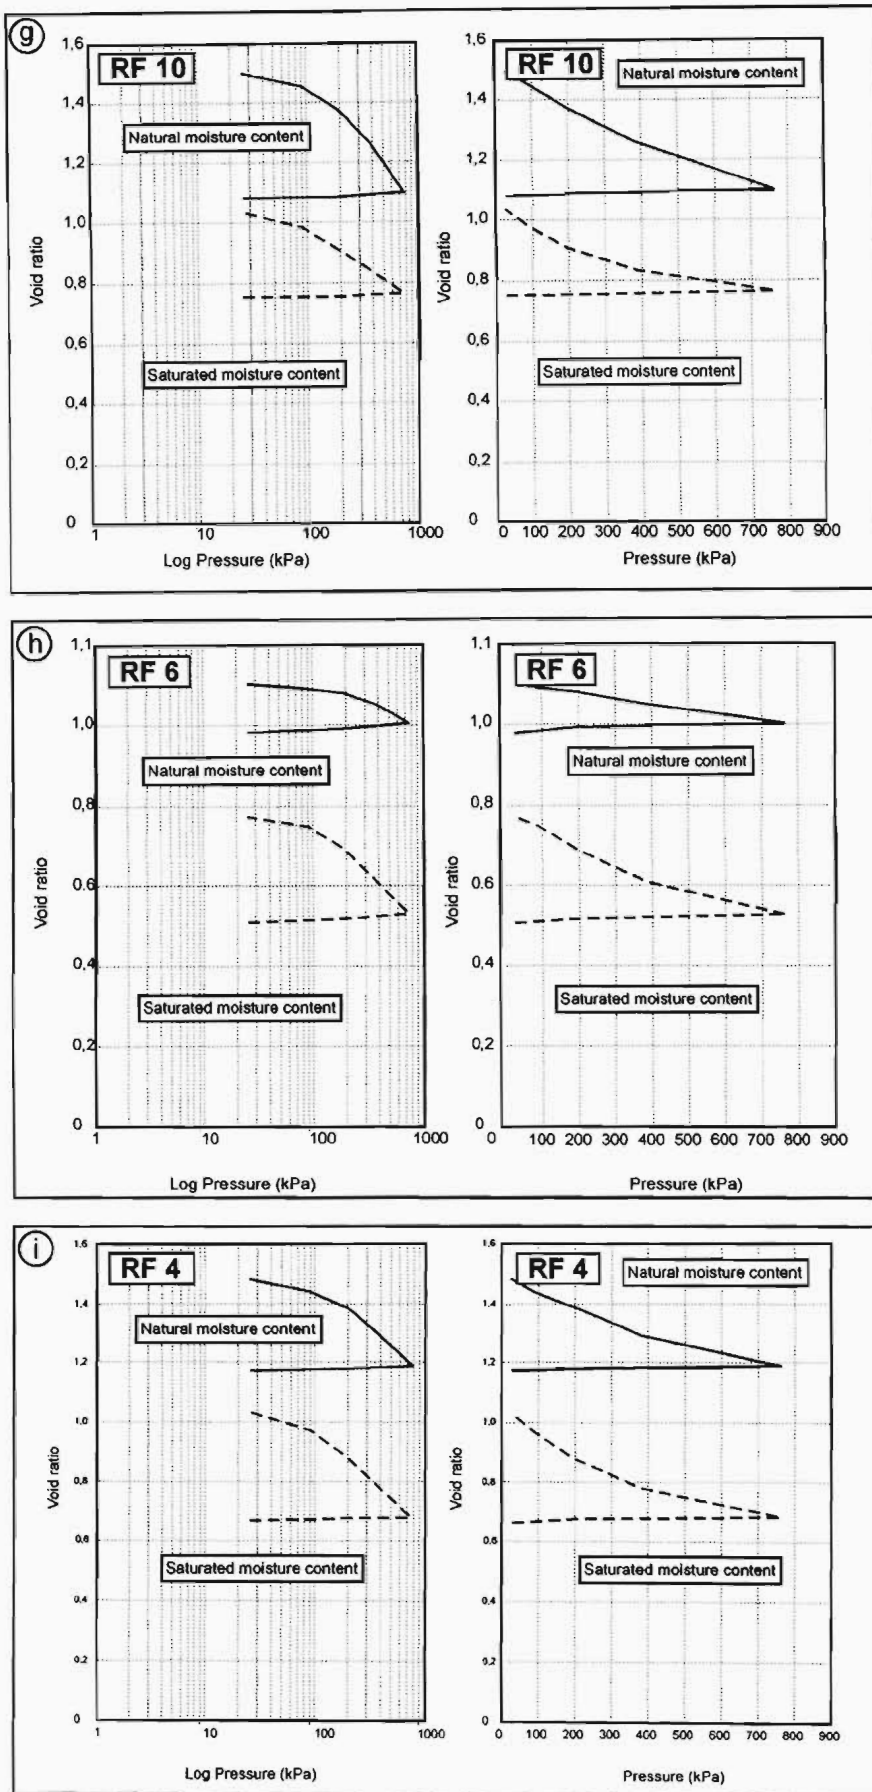 g
RF 10
Natural moisture content
Saturated moisture content
Void ratio
1,6
1,4
1,2
1,0
0,8
0,6
0,4
0,2
0
1 10 100 1000
Log Pressure (kPa)
RF 10
Natural moisture content
Saturated moisture content
Void ratio
1,6
1,4
1,2
1,0
0,8
0,6
0,4
0,2
0
0 100 200 300 400 500 600 700 800 900
Pressure (kPa)
h
RF 6
Natural moisture content
Saturated moisture content
Void ratio
1,1
1,0
0,8
0,6
0,4
0,2
0
1 10 100 1000
Log Pressure (kPa)
RF 6
Natural moisture content
Saturated moisture content
Void ratio
1,1
1,0
0,8
0,6
0,4
0,2
0
0 100 200 300 400 500 600 700 800 900
Pressure (kPa)
i
RF 4
Natural moisture content
Saturated moisture content
Void ratio
1,6
1,4
1,2
1,0
0,8
0,6
0,4
0,2
0
1 10 100 1000
Log Pressure (kPa)
RF 4
Natural moisture content
Saturated moisture content
Void ratio
1,6
1,4
1,2
1,0
0,8
0,6
0,4
0,2
0
0 100 200 300 400 500 600 700 800 900
Pressure (kPa)